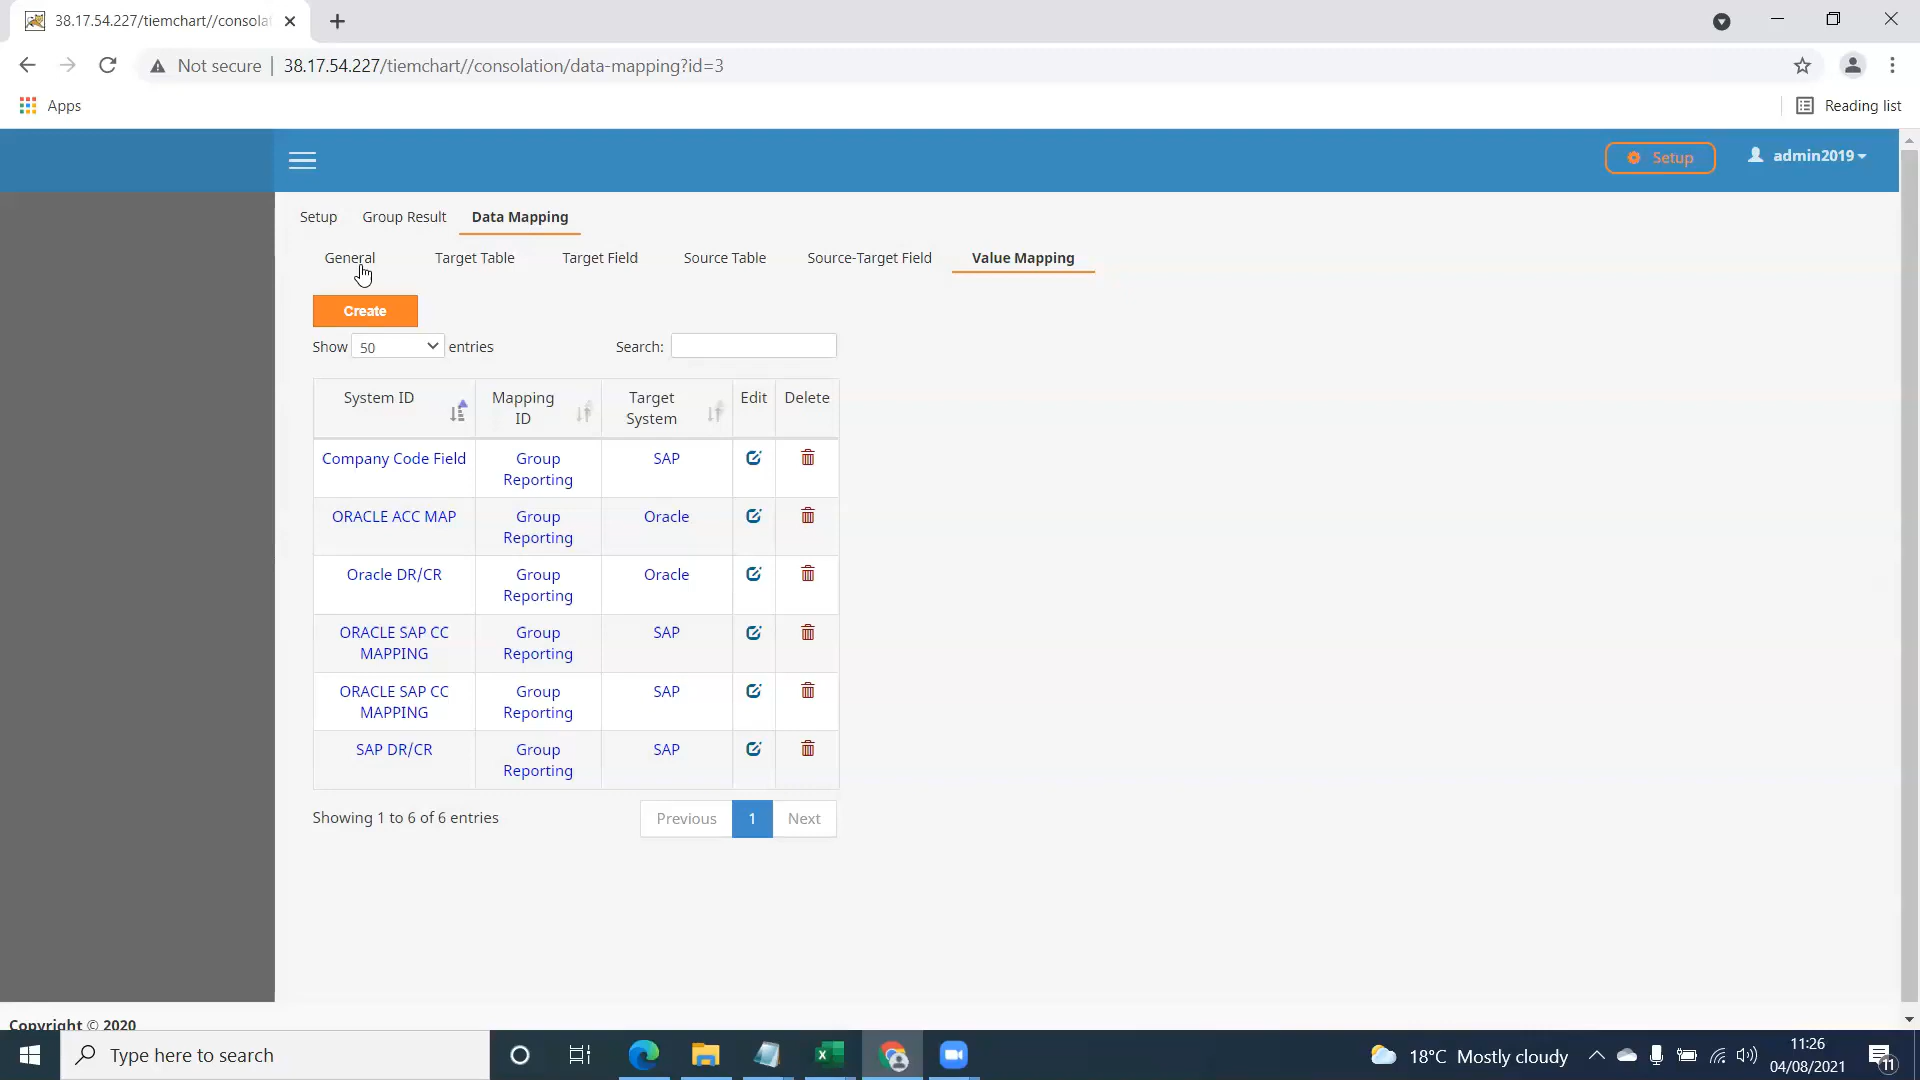 38.17.54.227/tiemchart//consola
Not secure | 38.17.54.227/tiemchart//consolation/data-mapping?id=3
Apps
Reading list
Setup
admin2019
Setup Group Result Data Mapping
General Target Table Target Field Source Table Source-Target Field Value Mapping
Create
Show 50 entries Search:
System ID Mapping ID Target System Edit Delete
Company Code Field Group Reporting SAP
ORACLE ACC MAP Group Reporting Oracle
Oracle DR/CR Group Reporting Oracle
ORACLE SAP CC MAPPING Group Reporting SAP
ORACLE SAP CC MAPPING Group Reporting SAP
SAP DR/CR Group Reporting SAP
Showing 1 to 6 of 6 entries Previous 1 Next
Copyright © 2020
Type here to search
18°C Mostly cloudy
11:26
04/08/2021
11